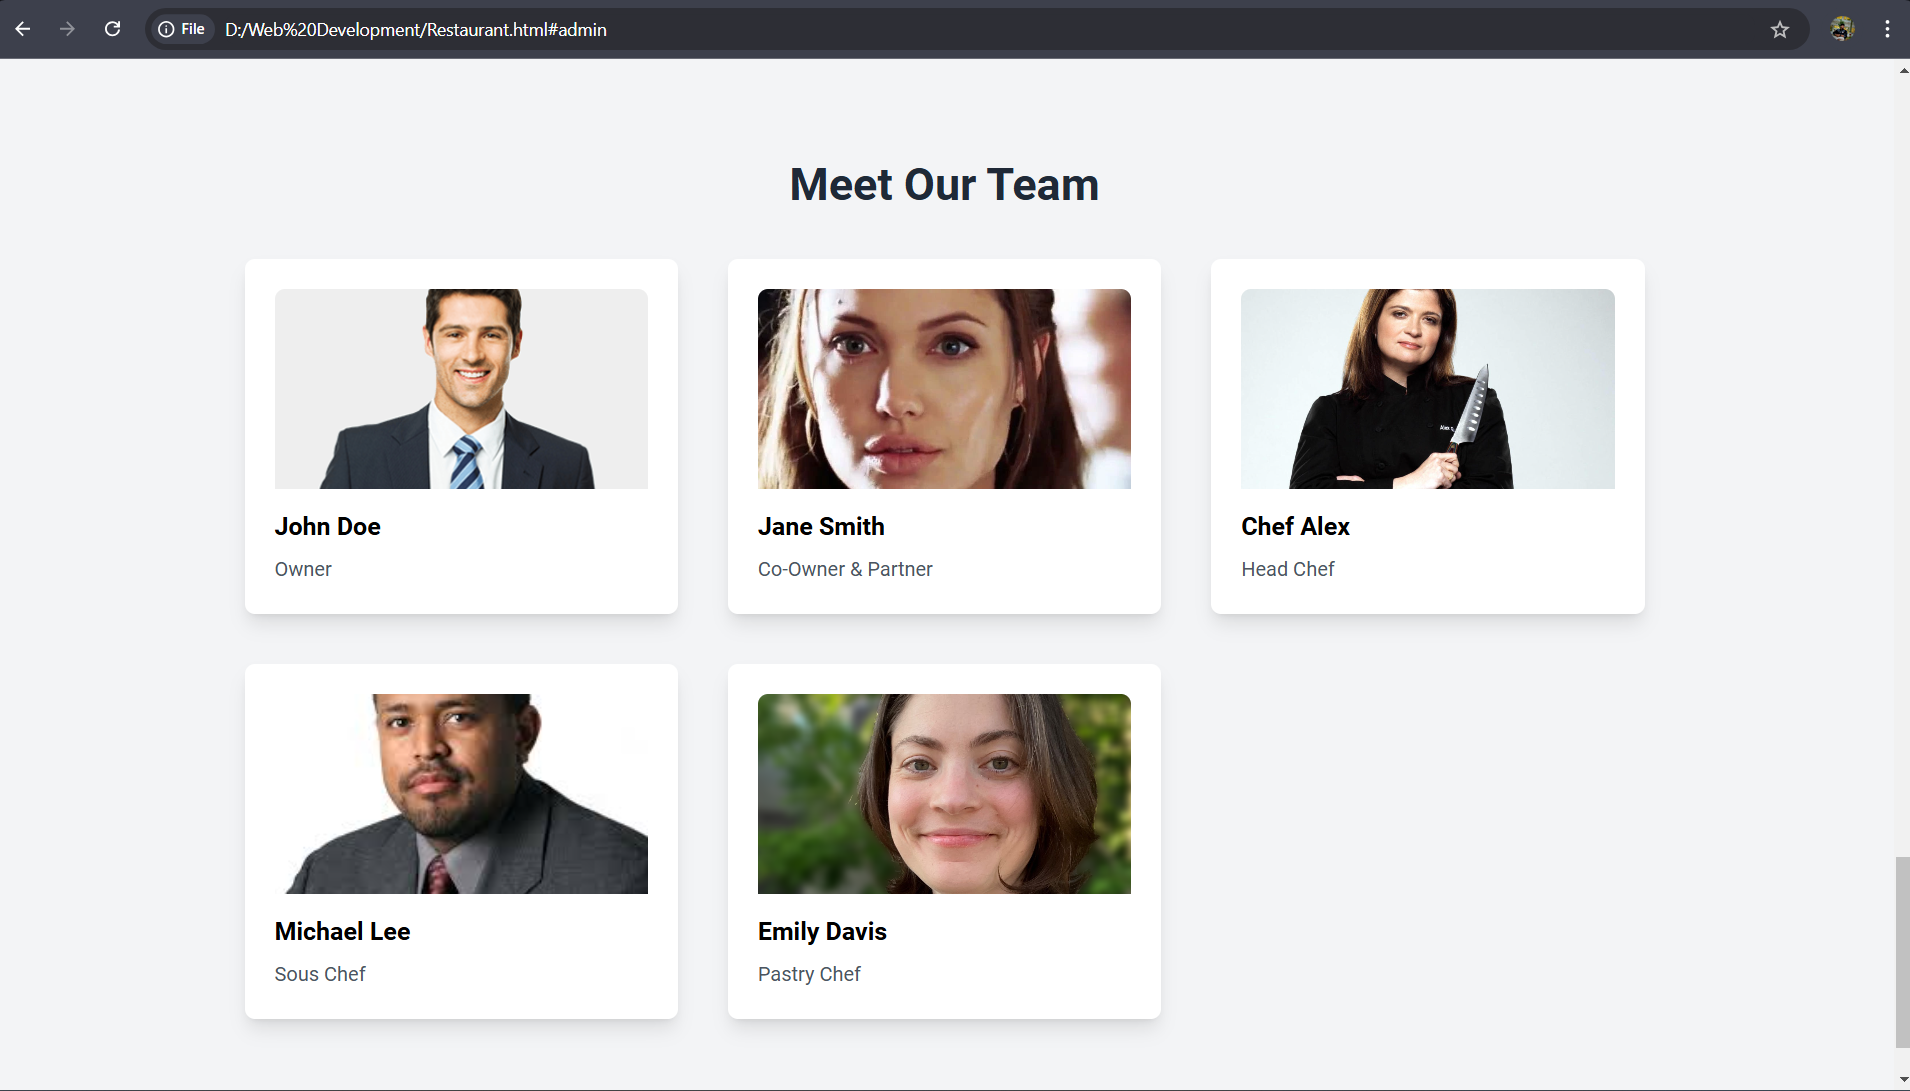 File D:/Web%20Development/Restaurant.html#admin
Meet Our Team
John Doe
Owner
Jane Smith
Co-Owner & Partner
Chef Alex
Head Chef
Michael Lee
Sous Chef
Emily Davis
Pastry Chef